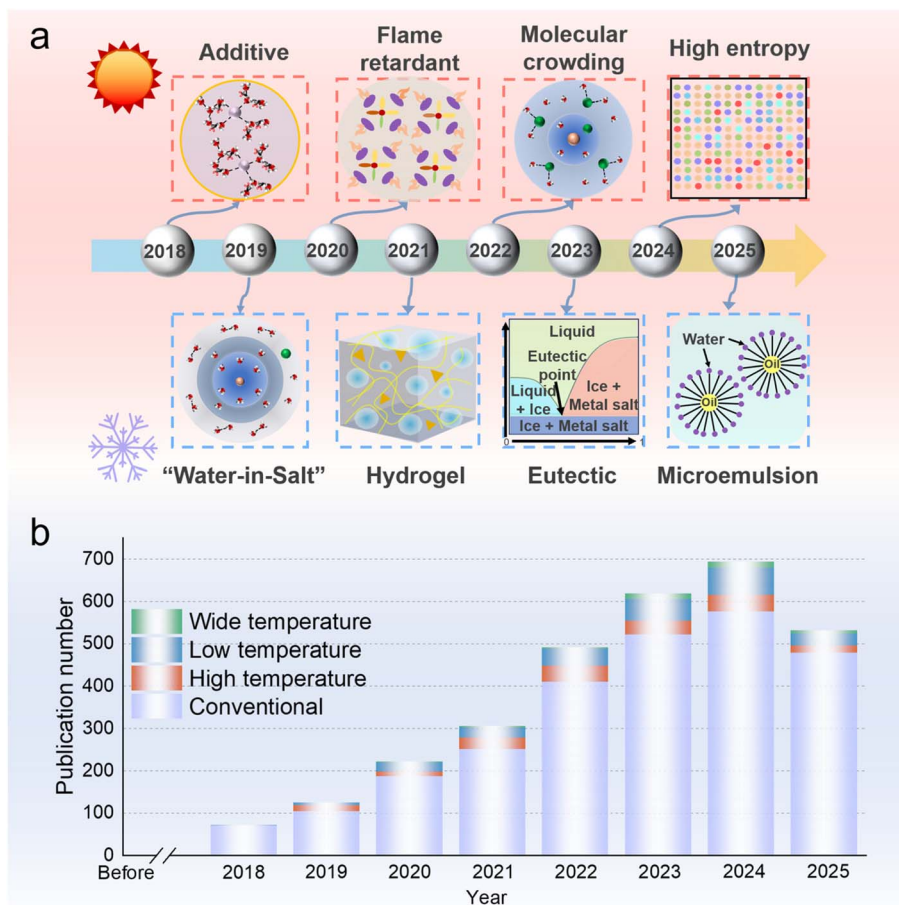 a
Additive
Flame
retardant
Molecular
crowding
High entropy
2018
2019
2020
2021
2022
2023
2024
2025
Liquid
Eutectic
point
Liquid
+ Ice
Ice +
Metal salt
Ice + Metal salt
0
1
Water
Oil
Oil
“Water-in-Salt”
Hydrogel
Eutectic
Microemulsion
b
Publication number
700
600
500
400
300
200
100
0
Wide temperature
Low temperature
High temperature
Conventional
Before
2018
2019
2020
2021
2022
2023
2024
2025
Year